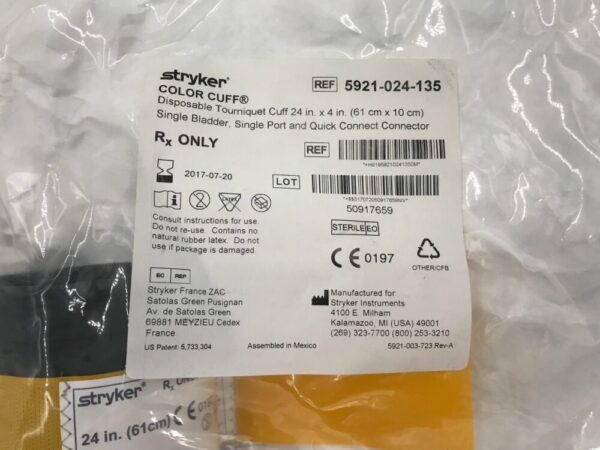 stryker®
COLOR CUFF®
REF 5921-024-135
Disposable Tourniquet Cuff 24 in. x 4 in. (61 cm x 10 cm)
Single Bladder, Single Port and Quick Connect Connector
Rx ONLY
REF
2017-07-20
LOT
50917659
LATEX
STERILE EO
Consult instructions for use.
Do not re-use. Contains no
natural rubber latex. Do not
use if package is damaged.
CE 0197
OTHER/CFB
EC REP
Stryker France ZAC
Satolas Green Pusignan
Av. de Satolas Green
69881 MEYZIEU Cedex
France
Manufactured for:
Stryker Instruments
4100 E. Milham
Kalamazoo, MI (USA) 49001
(269) 323-7700 (800) 253-3210
US Patent: 5,733,304
Assembled in Mexico
5921-003-723 Rev-A
stryker®
Rx
CE
24 in. (61cm)